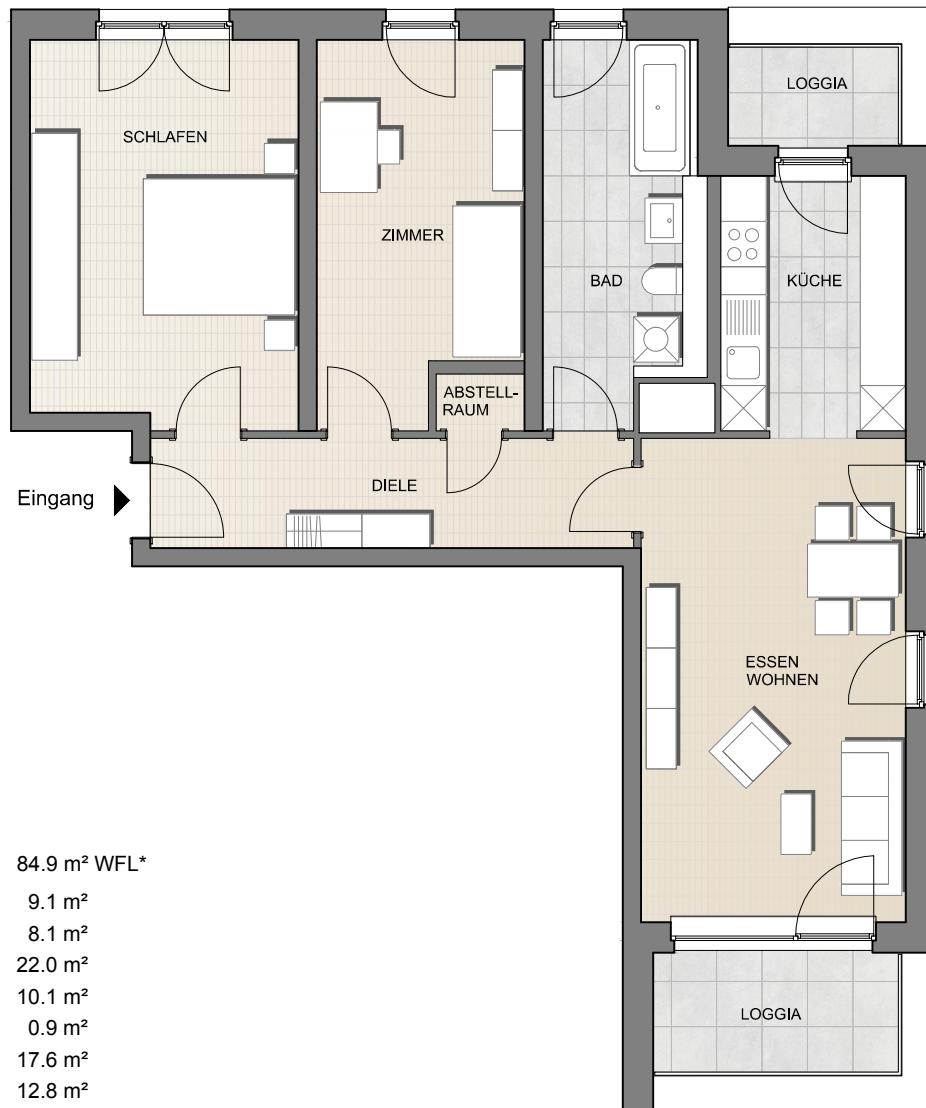 LOGGIA
SCHLAFEN
ZIMMER
BAD
KÜCHE
ABSTELL-
RAUM
DIELE
Eingang
ESSEN
WOHNEN
LOGGIA
84.9 m² WFL*
9.1 m²
8.1 m²
22.0 m²
10.1 m²
0.9 m²
17.6 m²
12.8 m²